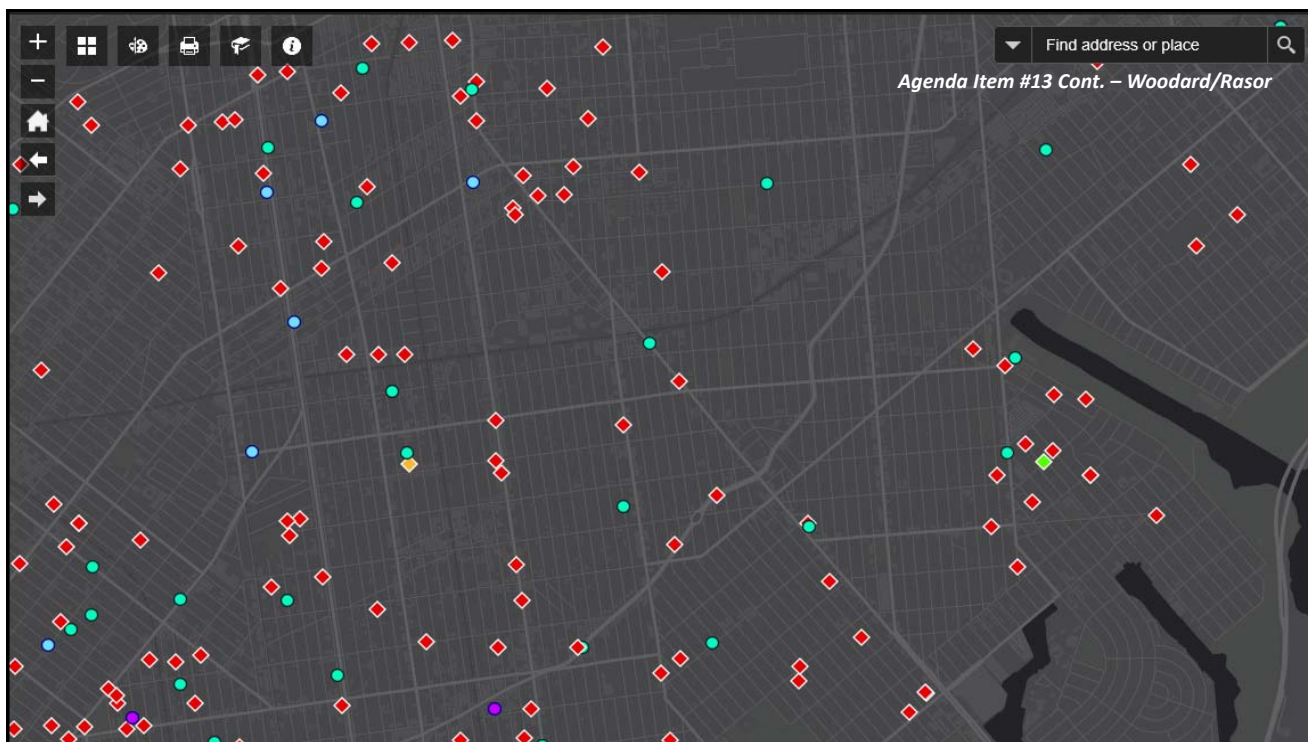 Find address or place
Agenda Item #13 Cont. – Woodard/Rasor